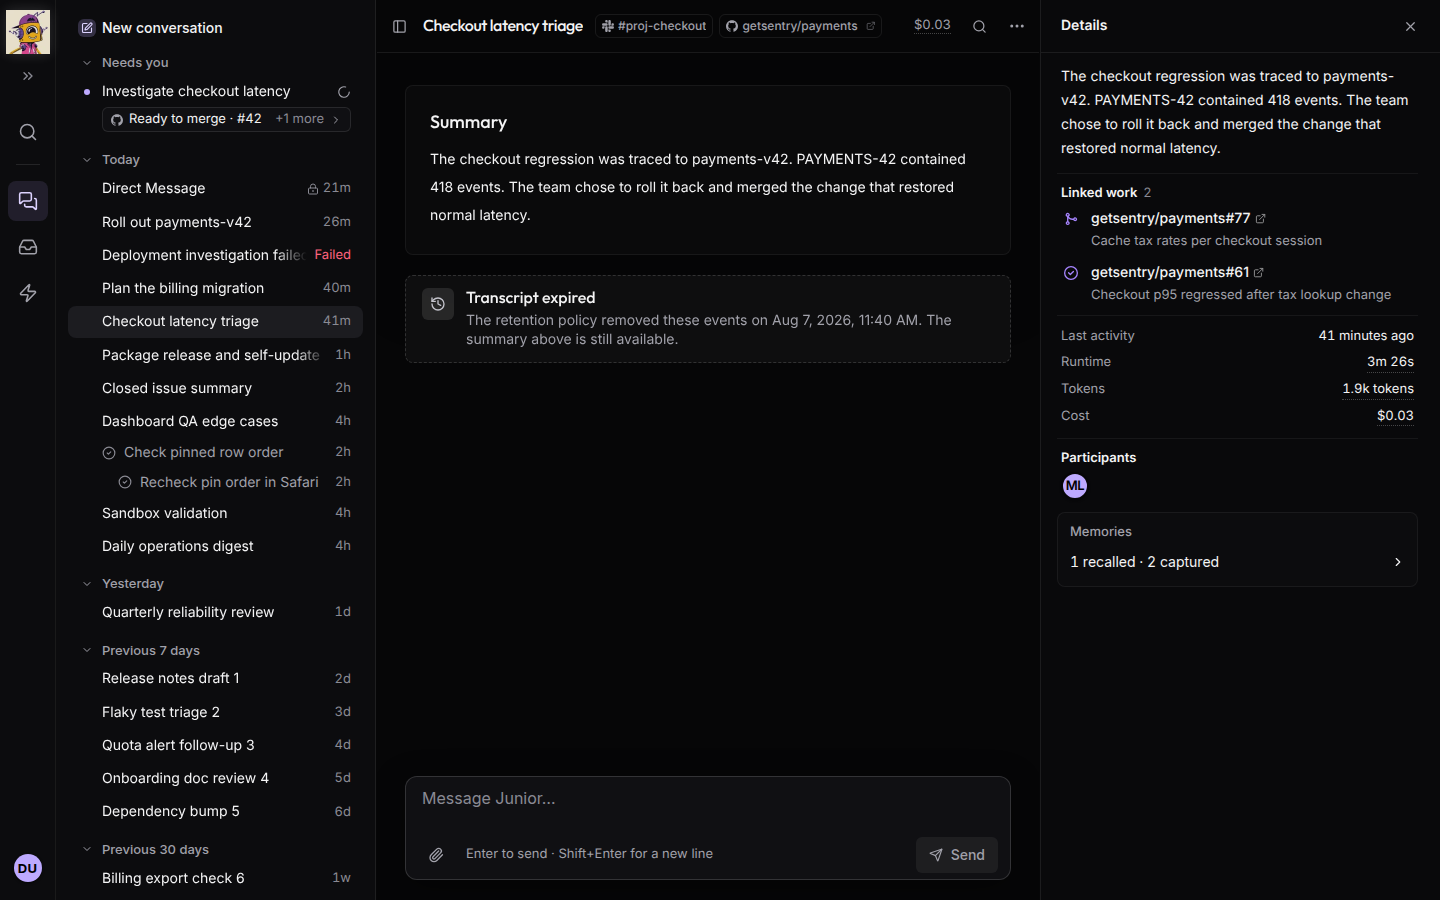 New conversation
Needs you
Investigate checkout latency
Ready to merge · #42 +1 more
Today
Direct Message 21m
Roll out payments-v42 26m
Deployment investigation failed Failed
Plan the billing migration 40m
Checkout latency triage 41m
Package release and self-update 1h
Closed issue summary 2h
Dashboard QA edge cases 4h
Check pinned row order 2h
Recheck pin order in Safari 2h
Sandbox validation 4h
Daily operations digest 4h
Yesterday
Quarterly reliability review 1d
Previous 7 days
Release notes draft 1 2d
Flaky test triage 2 3d
Quota alert follow-up 3 4d
Onboarding doc review 4 5d
Dependency bump 5 6d
Previous 30 days
Billing export check 6 1w
DU
Checkout latency triage #proj-checkout getsentry/payments $0.03
Summary
The checkout regression was traced to payments-v42. PAYMENTS-42 contained
418 events. The team chose to roll it back and merged the change that restored
normal latency.
Transcript expired
The retention policy removed these events on Aug 7, 2026, 11:40 AM. The
summary above is still available.
Message Junior...
Enter to send · Shift+Enter for a new line
Send
Details
The checkout regression was traced to payments-
v42. PAYMENTS-42 contained 418 events. The team
chose to roll it back and merged the change that
restored normal latency.
Linked work 2
getsentry/payments#77
Cache tax rates per checkout session
getsentry/payments#61
Checkout p95 regressed after tax lookup change
Last activity 41 minutes ago
Runtime 3m 26s
Tokens 1.9k tokens
Cost $0.03
Participants
ML
Memories
1 recalled · 2 captured